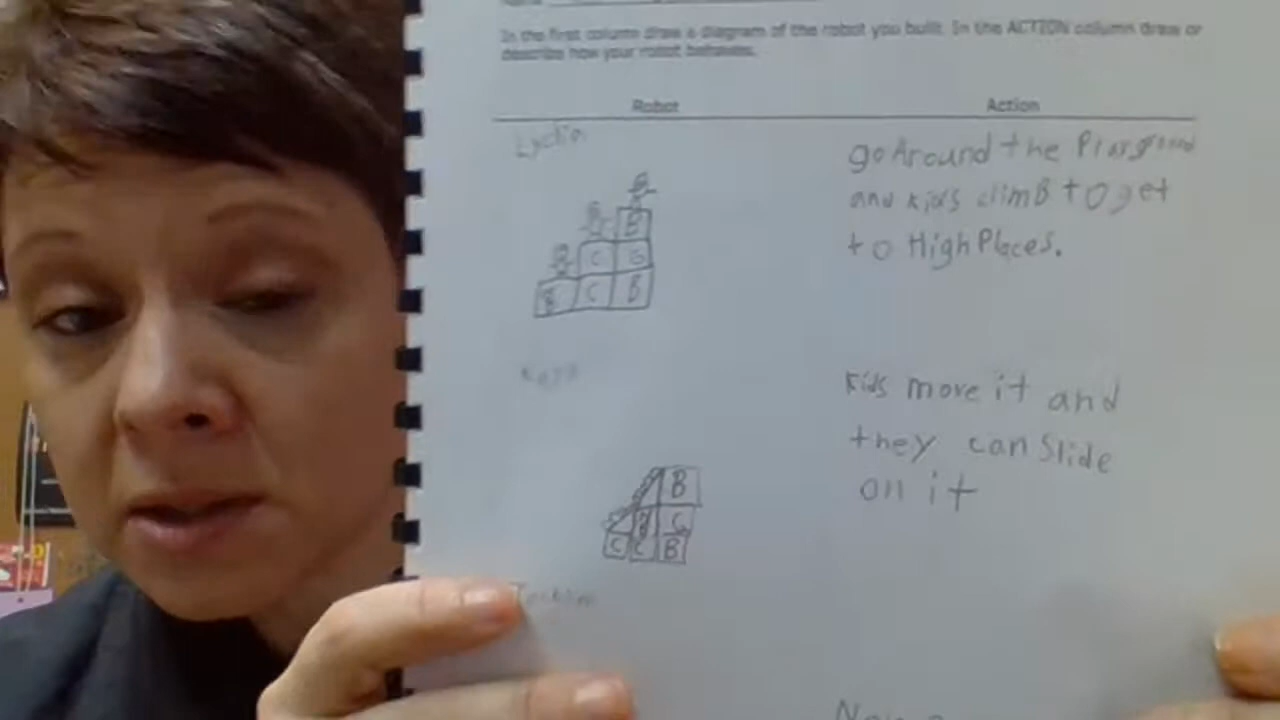 In the first column draw a diagram of the robot you built. In the ACTION column draw or
describe how your robot behaves.
Robot Action
go Around the Playground
and kids climB to get
to High Places.
B
C G
B C B
kids move it and
they can Slide
on it
B
B C
C C B